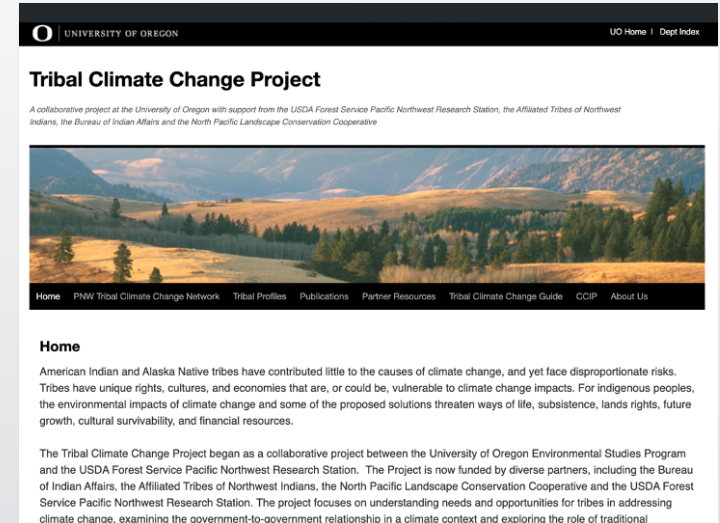 O UNIVERSITY OF OREGON
UO Home | Dept Index
Tribal Climate Change Project
A collaborative project at the University of Oregon with support from the USDA Forest Service Pacific Northwest Research Station, the Affiliated Tribes of Northwest
Indians, the Bureau of Indian Affairs and the North Pacific Landscape Conservation Cooperative
Home PNW Tribal Climate Change Network Tribal Profiles Publications Partner Resources Tribal Climate Change Guide CCIP About Us
Home
American Indian and Alaska Native tribes have contributed little to the causes of climate change, and yet face disproportionate risks.
Tribes have unique rights, cultures, and economies that are, or could be, vulnerable to climate change impacts. For indigenous peoples,
the environmental impacts of climate change and some of the proposed solutions threaten ways of life, subsistence, lands rights, future
growth, cultural survivability, and financial resources.
The Tribal Climate Change Project began as a collaborative project between the University of Oregon Environmental Studies Program
and the USDA Forest Service Pacific Northwest Research Station. The Project is now funded by diverse partners, including the Bureau
of Indian Affairs, the Affiliated Tribes of Northwest Indians, the North Pacific Landscape Conservation Cooperative and the USDA Forest
Service Pacific Northwest Research Station. The project focuses on understanding needs and opportunities for tribes in addressing
climate change, examining the government-to-government relationship in a climate context and exploring the role of traditional